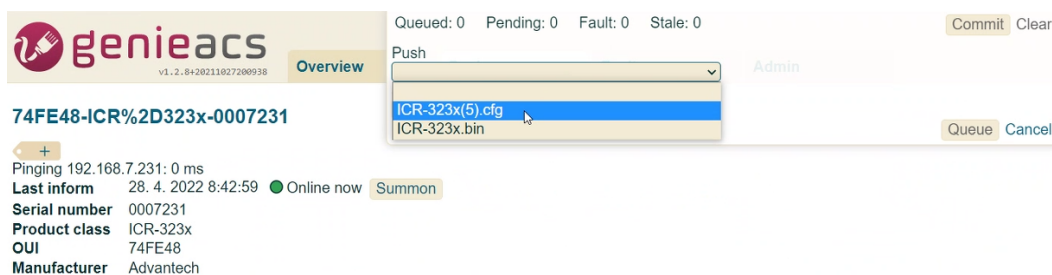 genieacs
v1.2.8+20211027200938
Overview
Admin
Queued: 0 Pending: 0 Fault: 0 Stale: 0
Commit Clear
Push
ICR-323x(5).cfg
ICR-323x.bin
Queue Cancel
74FE48-ICR%2D323x-0007231
+
Pinging 192.168.7.231: 0 ms
Last inform 28. 4. 2022 8:42:59 Online now Summon
Serial number 0007231
Product class ICR-323x
OUI 74FE48
Manufacturer Advantech